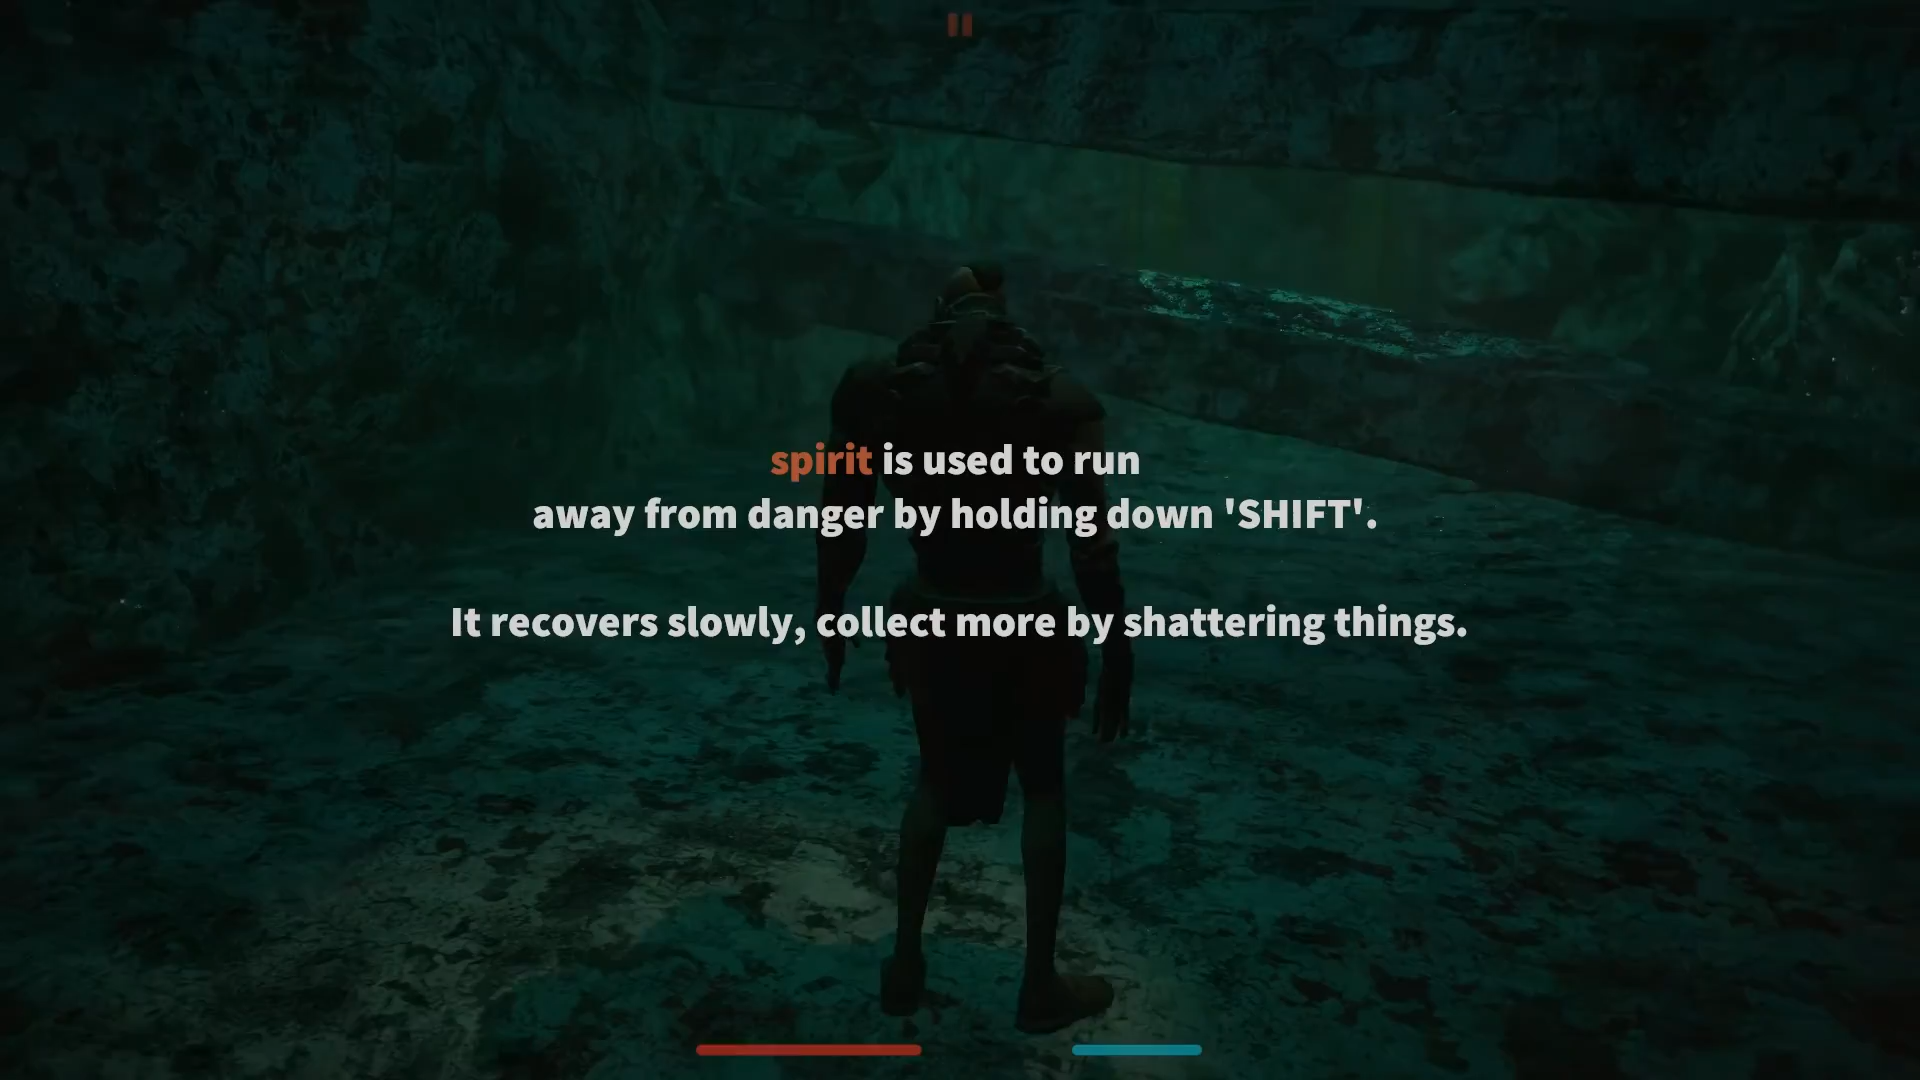 spirit is used to run
away from danger by holding down 'SHIFT'.
It recovers slowly, collect more by shattering things.